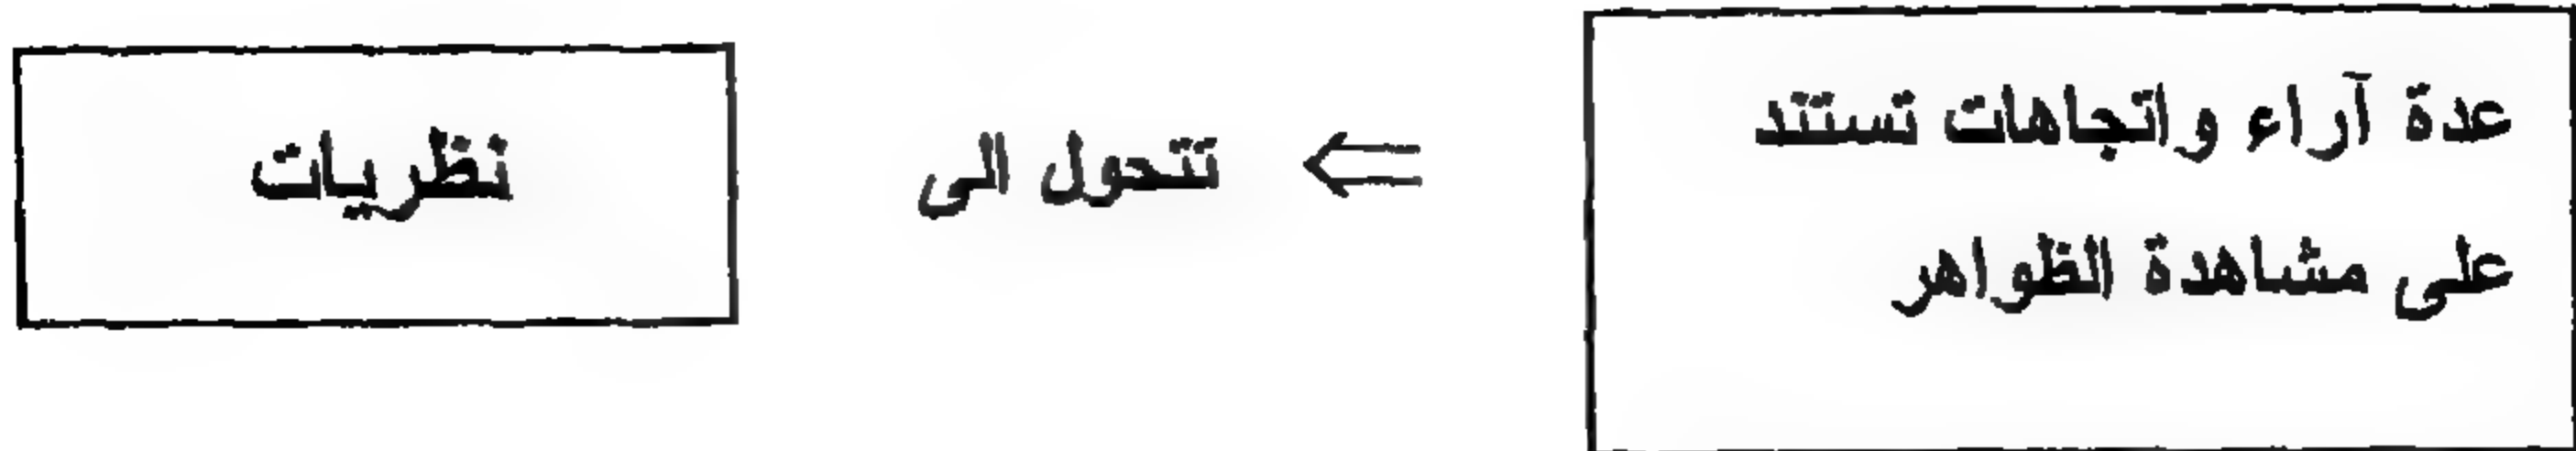 عدة آراء واتجاهات تستند
على مشاهدة الظواهر
⇐ تتحول الى
نظريات